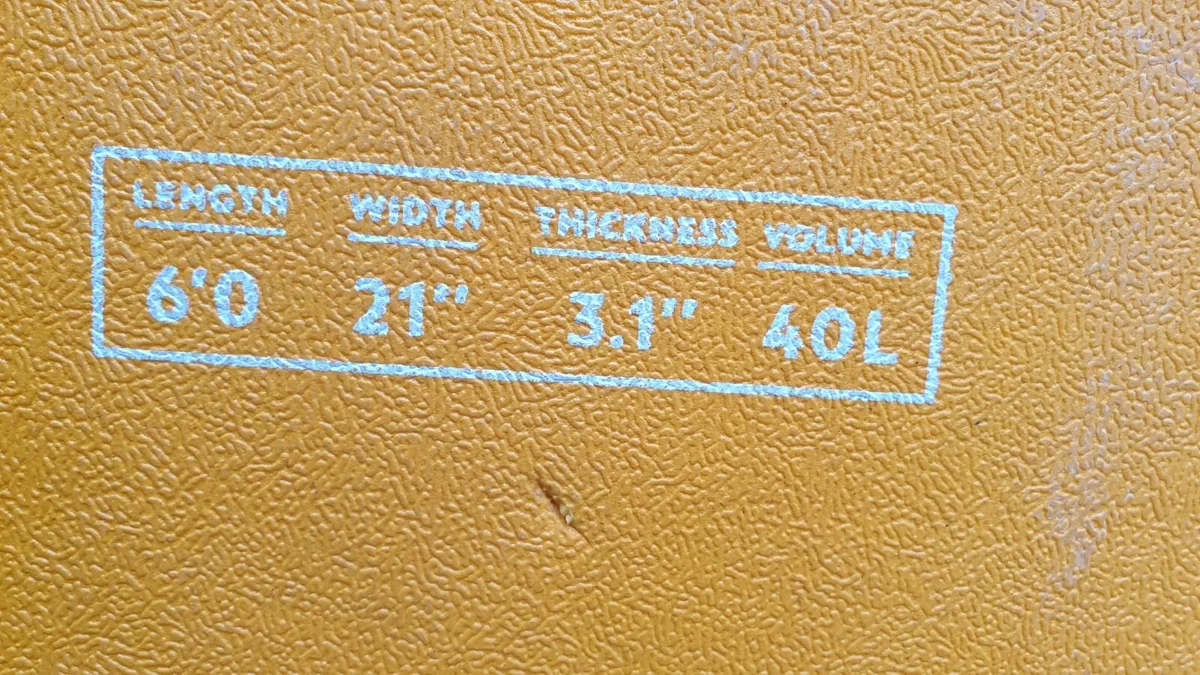 LENGTH WIDTH THICKNESS VOLUME
6'0 21" 3.1" 40L